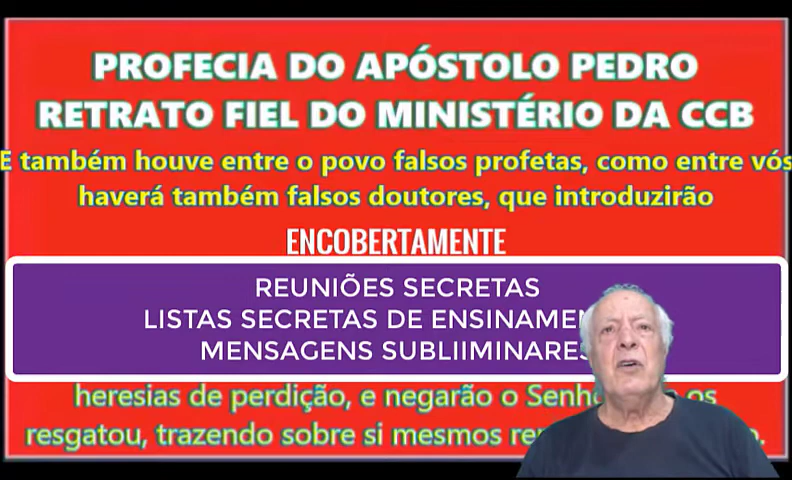 PROFECIA DO APÓSTOLO PEDRO
RETRATO FIEL DO MINISTÉRIO DA CCB
E também houve entre o povo falsos profetas, como entre vós
haverá também falsos doutores, que introduzirão
ENCOBERTAMENTE
REUNIÕES SECRETAS
LISTAS SECRETAS DE
MENSAGENS SUBLIIMINARES
heresias de perdição, e negarão o os
resgatou, trazendo sobre si mesmos